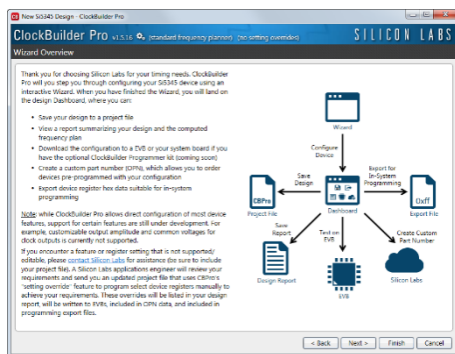 New Si5345 Design - ClockBuilder Pro
ClockBuilder Pro v1.5.16 (standard frequency planner) (no setting overrides) SILICON LABS
Wizard Overview
Thank you for choosing Silicon Labs for your timing needs. ClockBuilder
Pro will you step you through configuring your Si5345 device using an
interactive Wizard. When you have finished the Wizard, you will land on
the design Dashboard, where you can:
• Save your design to a project file
• View a report summarizing your design and the computed
frequency plan
• Download the configuration to a EVB or your system board if you
have the optional ClockBuilder Programmer kit (coming soon)
• Create a custom part number (OPN), which allows you to order
devices pre-programmed with your configuration
• Export device register hex data suitable for in-system
programming
Note: while ClockBuilder Pro allows direct configuration of most device
features, support for certain features are still under development. For
example, customizable output amplitude and common voltages for
clock outputs is currently not supported.
If you encounter a feature or register setting that is not supported/
editable, please contact Silicon Labs for assistance (be sure to include
your project file). A Silicon Labs applications engineer will review your
requirements and send you an updated project file that uses CBPro's
"setting override" feature to program select device registers manually to
achieve your requirements. These overrides will be listed in your design
report, will be written to EVBs, included in OPN data, and included in
programming export files.
Wizard
Configure
Device
Save
Design
Export for
In-System
Programming
CBPro
0xff
Project File
Dashboard
Export File
Save
Report
Test on
EVB
Create Custom
Part Number
Design Report
EVB
Silicon Labs
< Back
Next >
Finish
Cancel